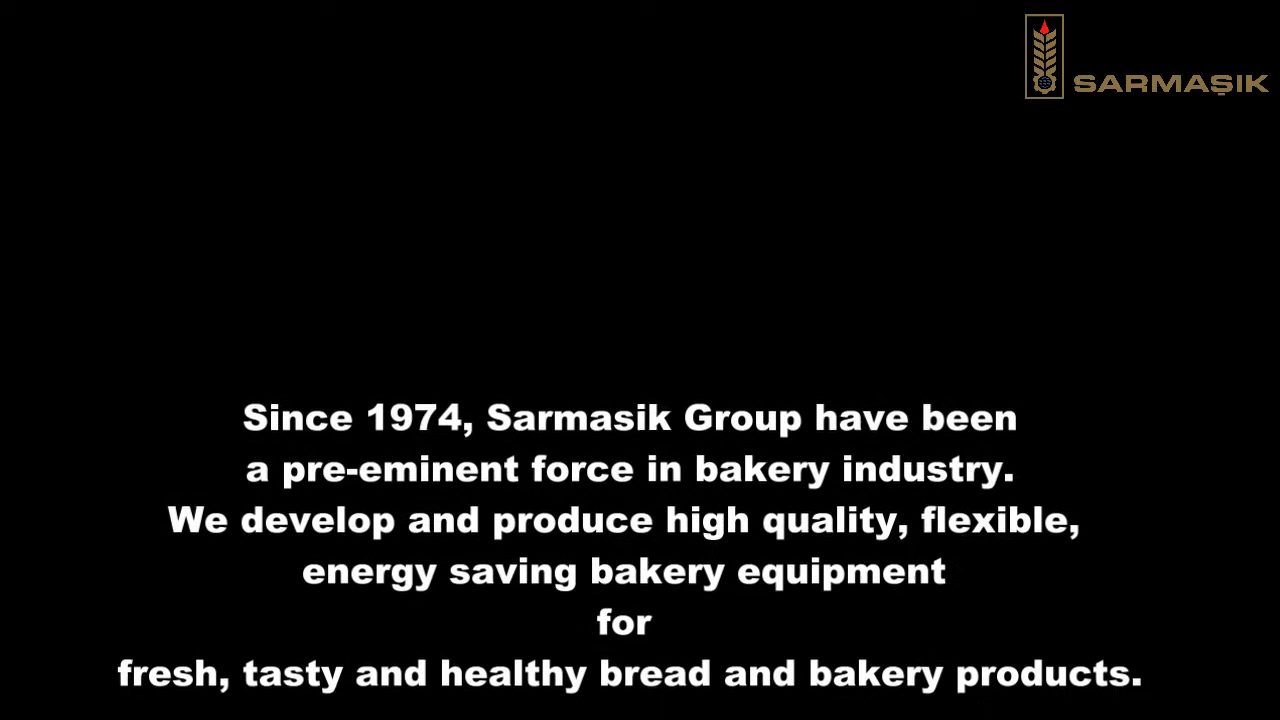 SARMAŞIK
Since 1974, Sarmasik Group have been
a pre-eminent force in bakery industry.
We develop and produce high quality, flexible,
energy saving bakery equipment
for
fresh, tasty and healthy bread and bakery products.